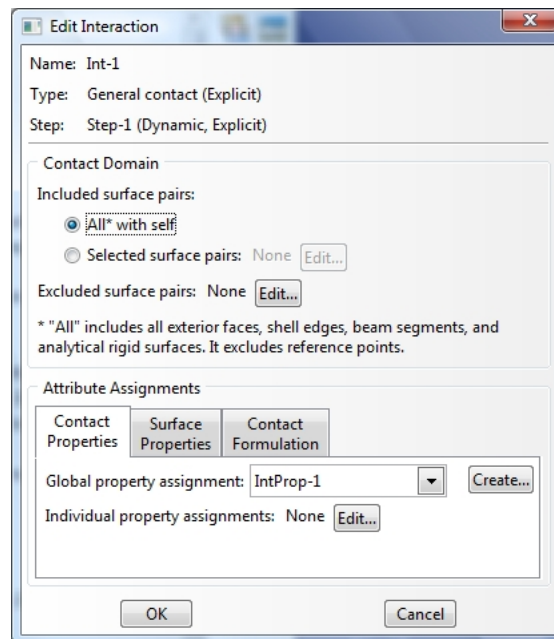 Edit Interaction
Name: Int-1
Type: General contact (Explicit)
Step: Step-1 (Dynamic, Explicit)
Contact Domain
Included surface pairs:
All* with self
Selected surface pairs: None Edit...
Excluded surface pairs: None Edit...
* "All" includes all exterior faces, shell edges, beam segments, and
analytical rigid surfaces. It excludes reference points.
Attribute Assignments
Contact Properties
Surface Properties
Contact Formulation
Global property assignment: IntProp-1 Create...
Individual property assignments: None Edit...
OK Cancel